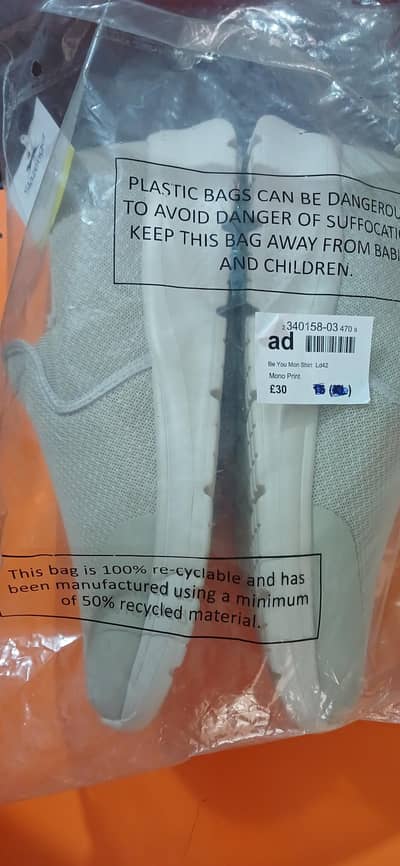 PLASTIC BAGS CAN BE DANGEROU
TO AVOID DANGER OF SUFFOCATI
KEEP THIS BAG AWAY FROM BABI
AND CHILDREN.
340158-03 470
ad
Be You Mon Shirt Ld42
Mono Print
£30
This bag is 100% re-cyclable and has
been manufactured using a minimum
of 50% recycled material.